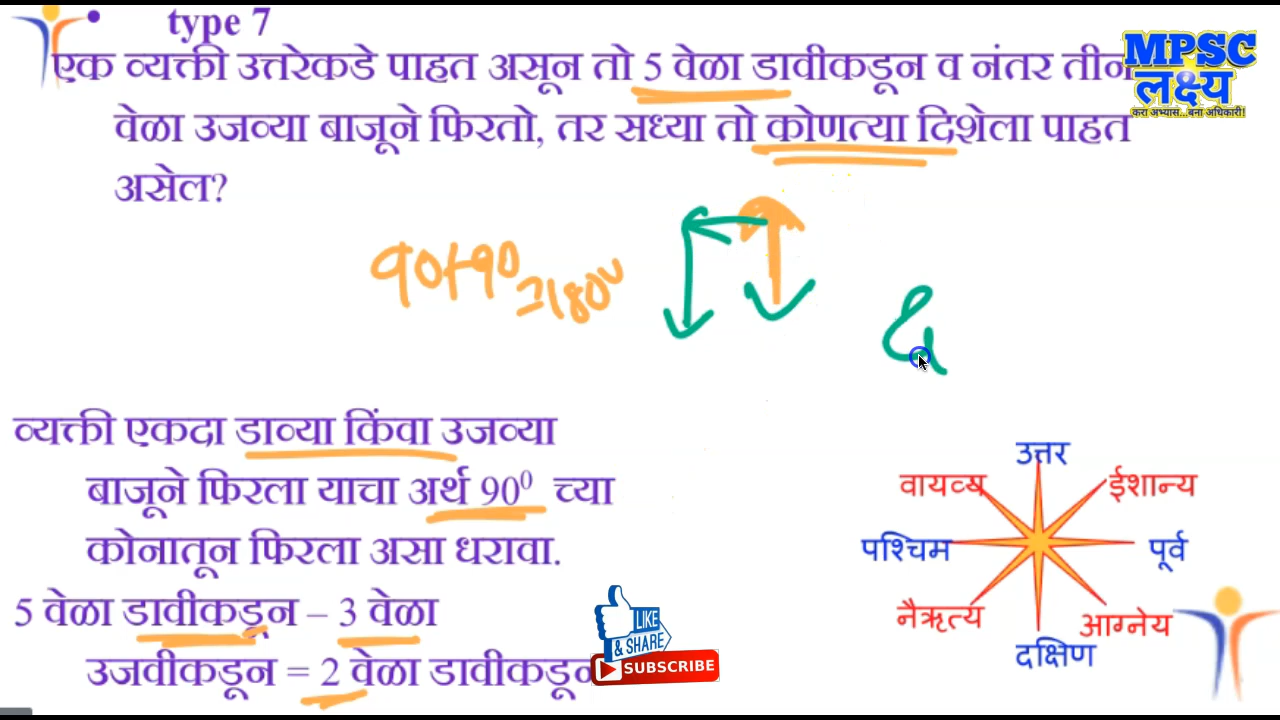 type 7
MPSC
लक्ष्य
करा अभ्यास...बना अधिकारी!
एक व्यक्ती उत्तरेकडे पाहत असून तो 5 वेळा डावीकडून व नंतर तीन
वेळा उजव्या बाजूने फिरतो, तर सध्या तो कोणत्या दिशेला पाहत
असेल?
90+90
=180°
व्यक्ती एकदा डाव्या किंवा उजव्या
बाजूने फिरला याचा अर्थ 90⁰ च्या
कोनातून फिरला असा धरावा.
5 वेळा डावीकडून – 3 वेळा
उजवीकडून = 2 वेळा डावीकडून
उत्तर
वायव्य
ईशान्य
पश्चिम
पूर्व
नैऋत्य
आग्नेय
दक्षिण
LIKE
& SHARE
SUBSCRIBE